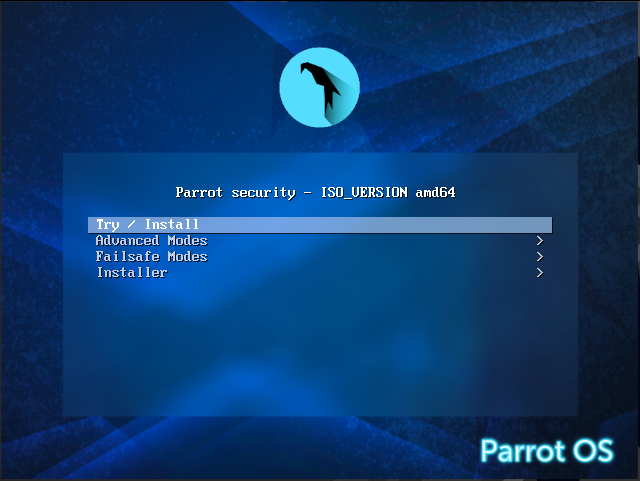 Parrot security - ISO_VERSION amd64
Try / Install
Advanced Modes >
Failsafe Modes >
Installer >
Parrot OS